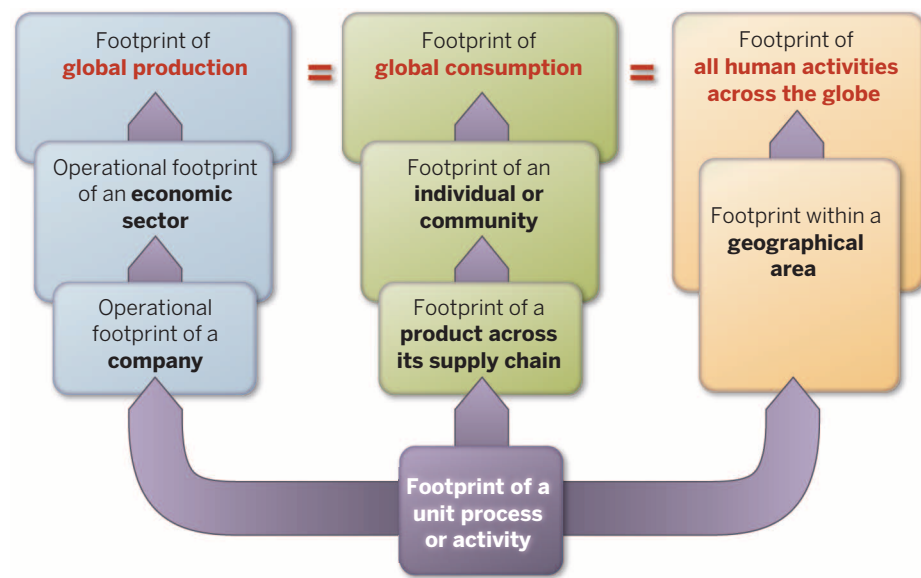 Footprint of
global production
=
Footprint of
global consumption
=
Footprint of
all human activities
across the globe
Operational footprint
of an economic
sector
Footprint of an
individual or
community
Footprint within a
geographical
area
Operational
footprint of a
company
Footprint of a
product across
its supply chain
Footprint of a
unit process
or activity